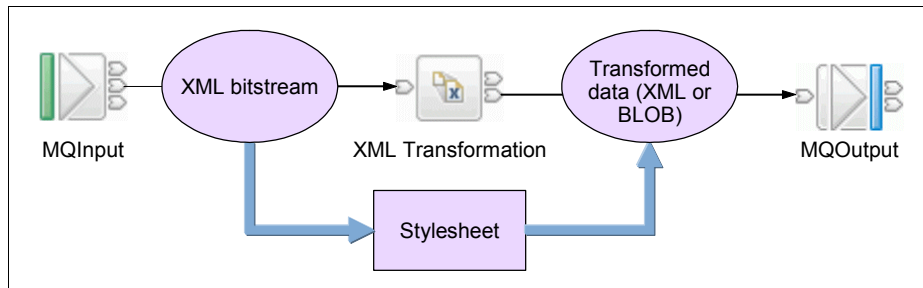 XML bitstream
Transformed
data (XML or
BLOB)
MQInput
XML Transformation
MQOutput
Stylesheet